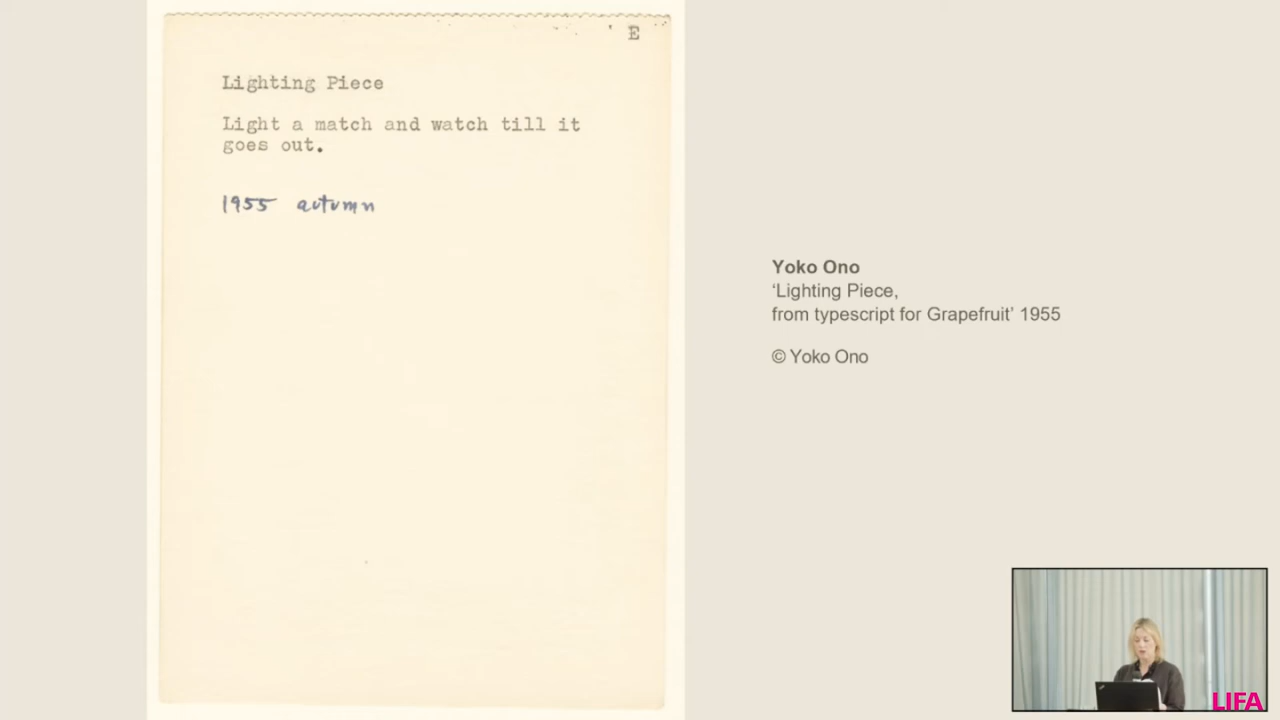 E
Lighting Piece
Light a match and watch till it
goes out.
1955 autumn
Yoko Ono
‘Lighting Piece,
from typescript for Grapefruit’ 1955
© Yoko Ono
LIFA